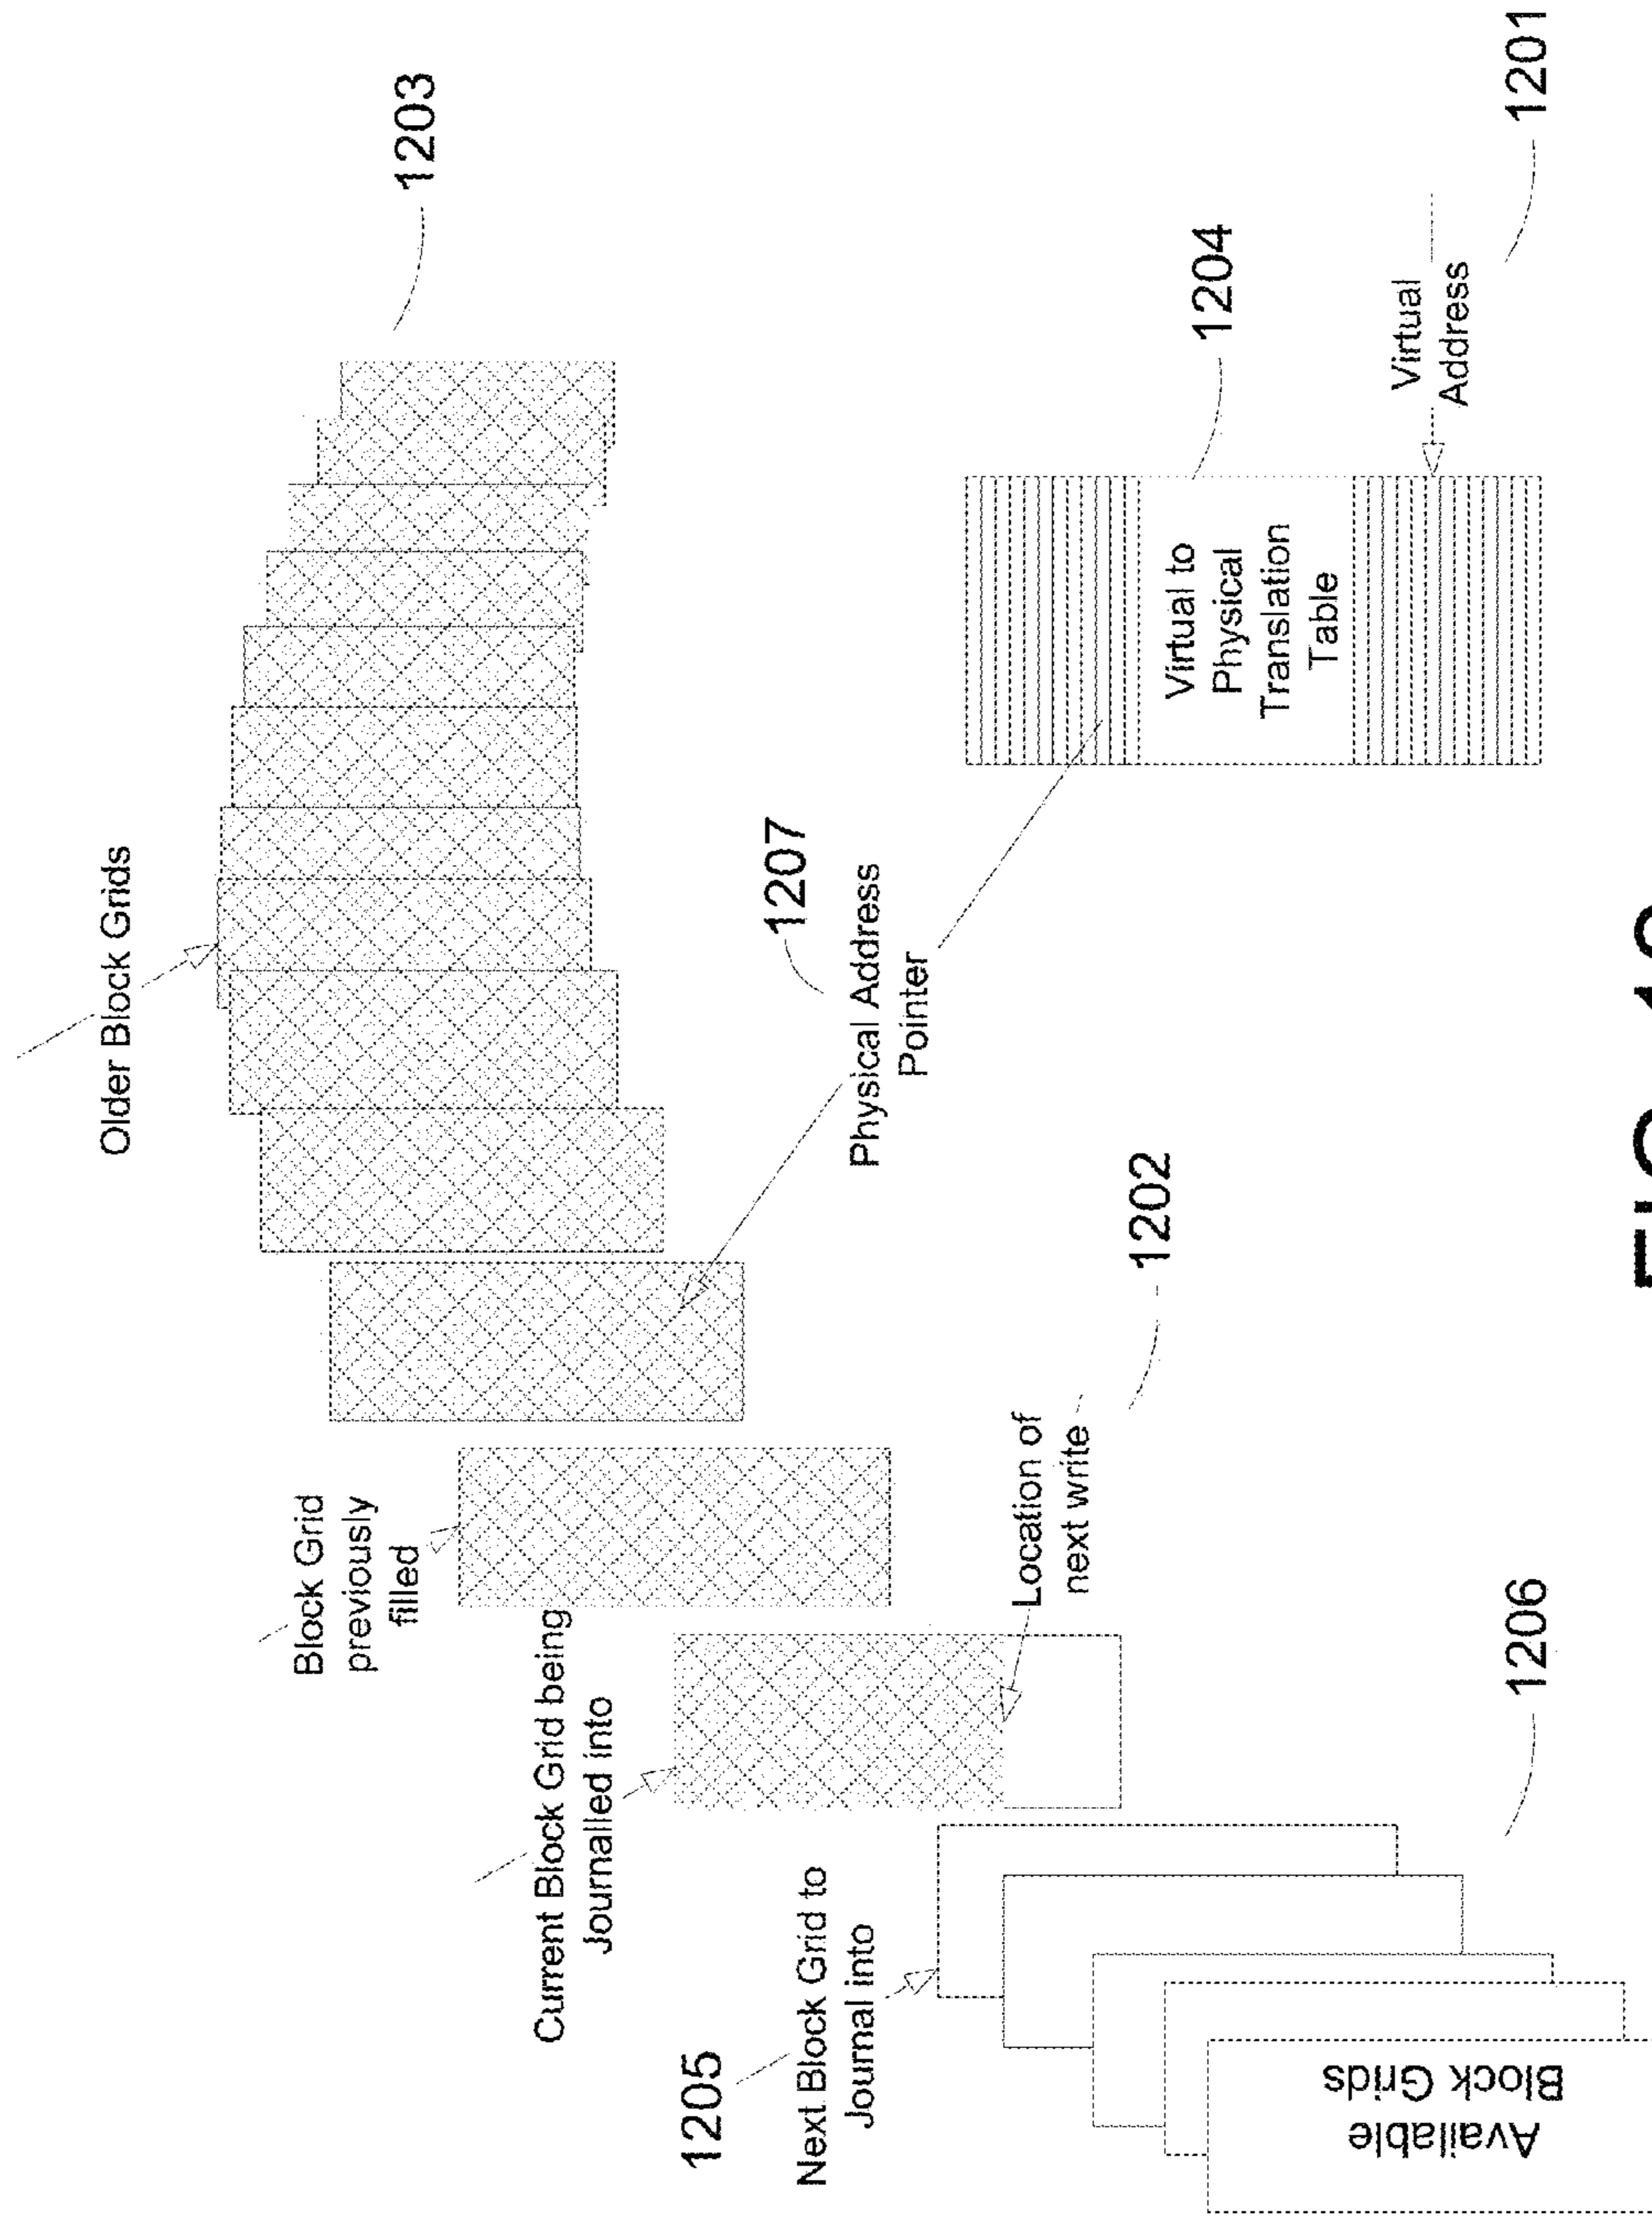 Older Block Grids
Block Grid
previously
filled
1203
Current Block Grid being
Journalled into
1205
Next Block Grid to
Journal into
1207
Physical Address
Pointer
Location of
next write
1202
1204
Virtual to
Physical
Translation
Table
Available
Block Grids
Virtual
Address
1206
1201